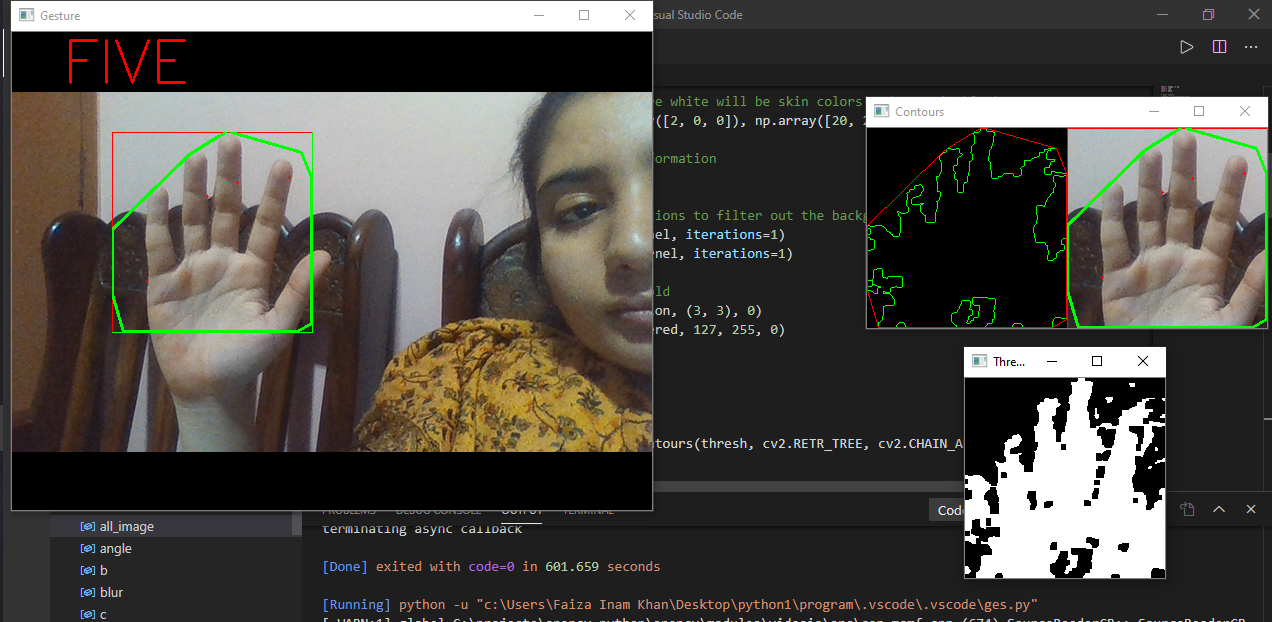 Gesture
FIVE
sual Studio Code
e white will be skin colors
([2, 0, 0]), np.array([20,
ormation
ions to filter out the backg
el, iterations=1)
nel, iterations=1)
ld
on, (3, 3), 0)
ered, 127, 255, 0)
tours(thresh, cv2.RETR_TREE, cv2.CHAIN_A
Contours
Thre...
PROBLEMS DEBUG CONSOLE OUTPUT TERMINAL
Code
all_image
angle
b
blur
c
terminating async callback
[Done] exited with code=0 in 601.659 seconds
[Running] python -u "c:\Users\Faiza Inam Khan\Desktop\python1\program\.vscode\.vscode\ges.py"